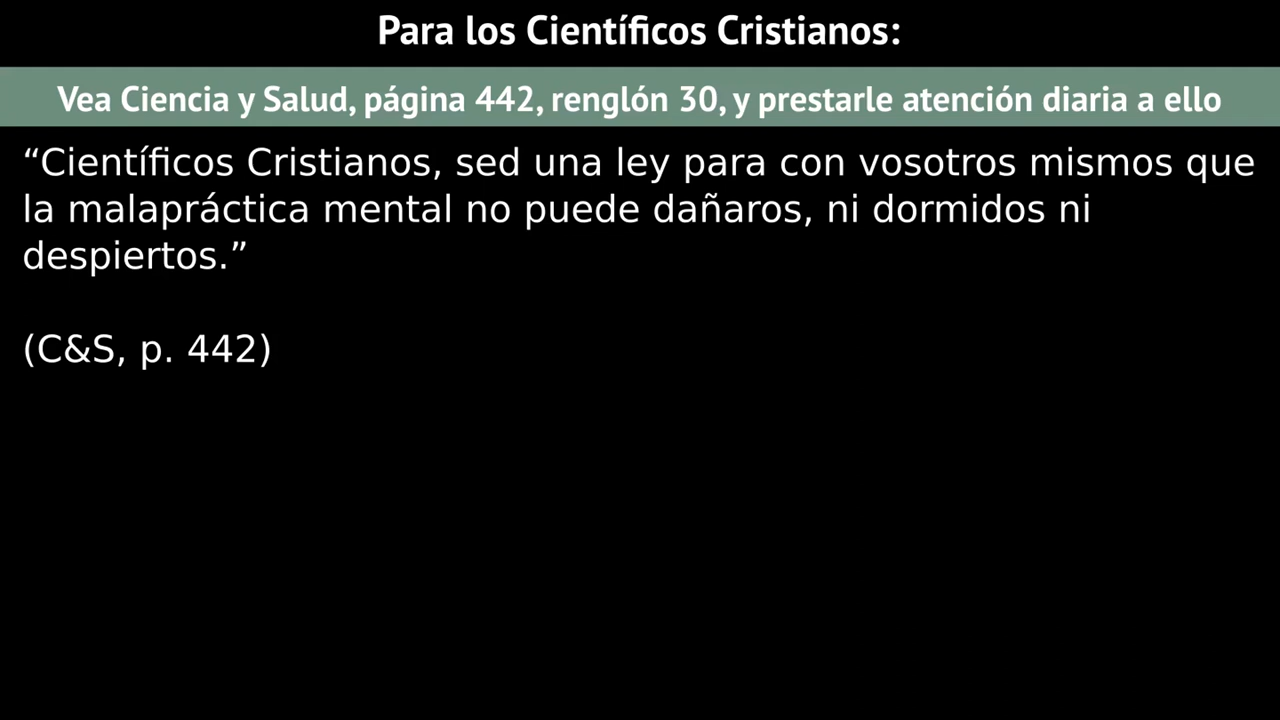 Para los Científicos Cristianos:
Vea Ciencia y Salud, página 442, renglón 30, y prestarle atención diaria a ello
“Científicos Cristianos, sed una ley para con vosotros mismos que
la malapráctica mental no puede dañaros, ni dormidos ni
despiertos.”
(C&S, p. 442)